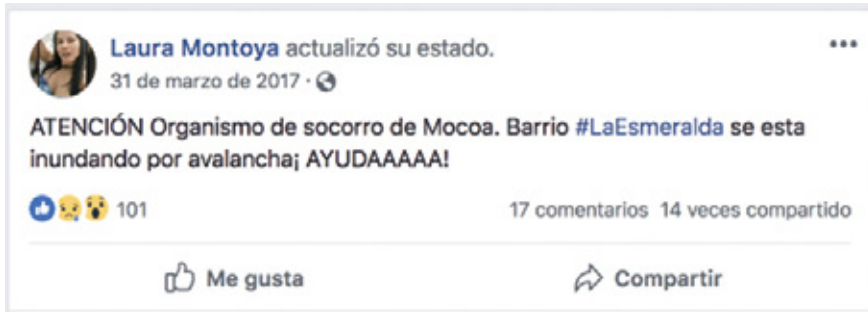 Laura Montoya actualizó su estado.
31 de marzo de 2017 ·
ATENCIÓN Organismo de socorro de Mocoa. Barrio #LaEsmeralda se esta
inundando por avalancha¡ AYUDAAAAA!
101
17 comentarios 14 veces compartido
Me gusta
Compartir